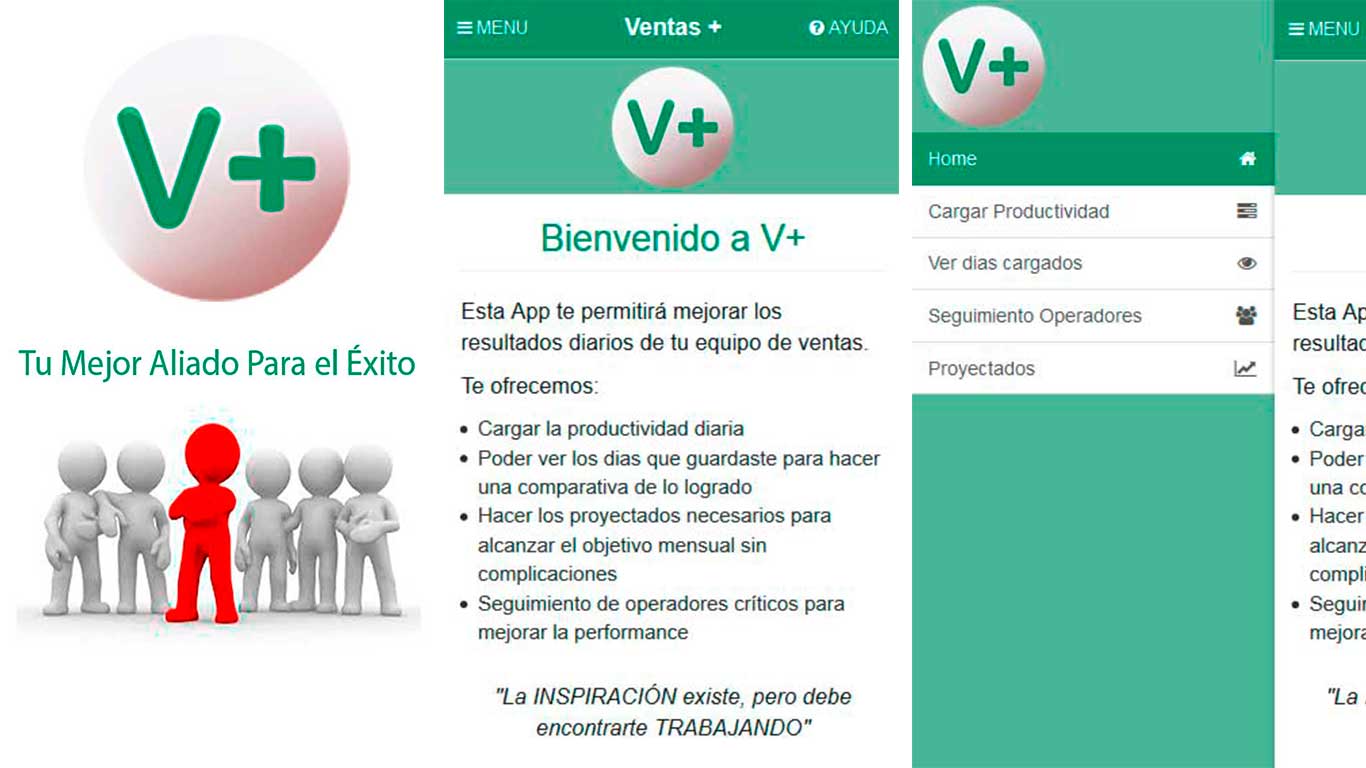 V+
Tu Mejor Aliado Para el Éxito
MENU
Ventas +
AYUDA
V+
Bienvenido a V+
Esta App te permitirá mejorar los
resultados diarios de tu equipo de ventas.
Te ofrecemos:
Cargar la productividad diaria
Poder ver los dias que guardaste para hacer
una comparativa de lo logrado
Hacer los proyectados necesarios para
alcanzar el objetivo mensual sin
complicaciones
Seguimiento de operadores críticos para
mejorar la performance
"La INSPIRACIÓN existe, pero debe
encontrarte TRABAJANDO"
V+
Home
Cargar Productividad
Ver dias cargados
Seguimiento Operadores
Proyectados
MENU
Esta Ap
resultad
Te ofrec
Carga
Poder
una co
Hacer
alcanz
compli
Seguir
mejora
"La